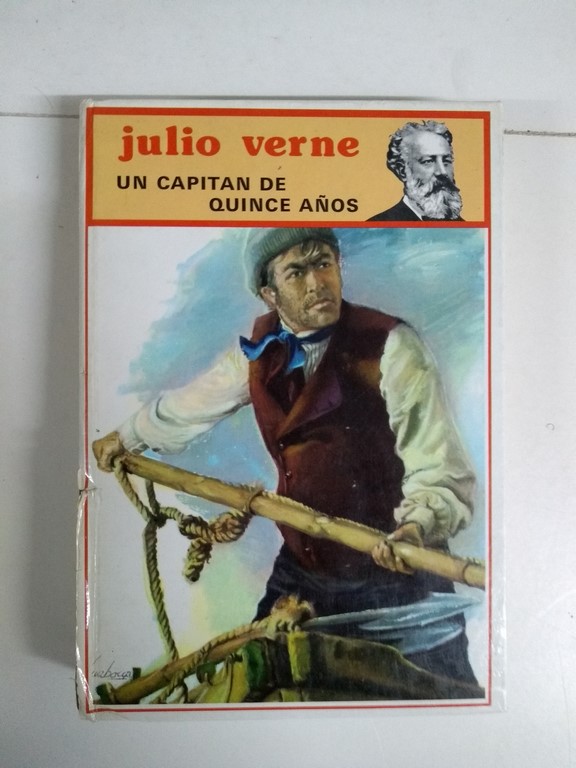 julio verne
UN CAPITAN DE
QUINCE AÑOS